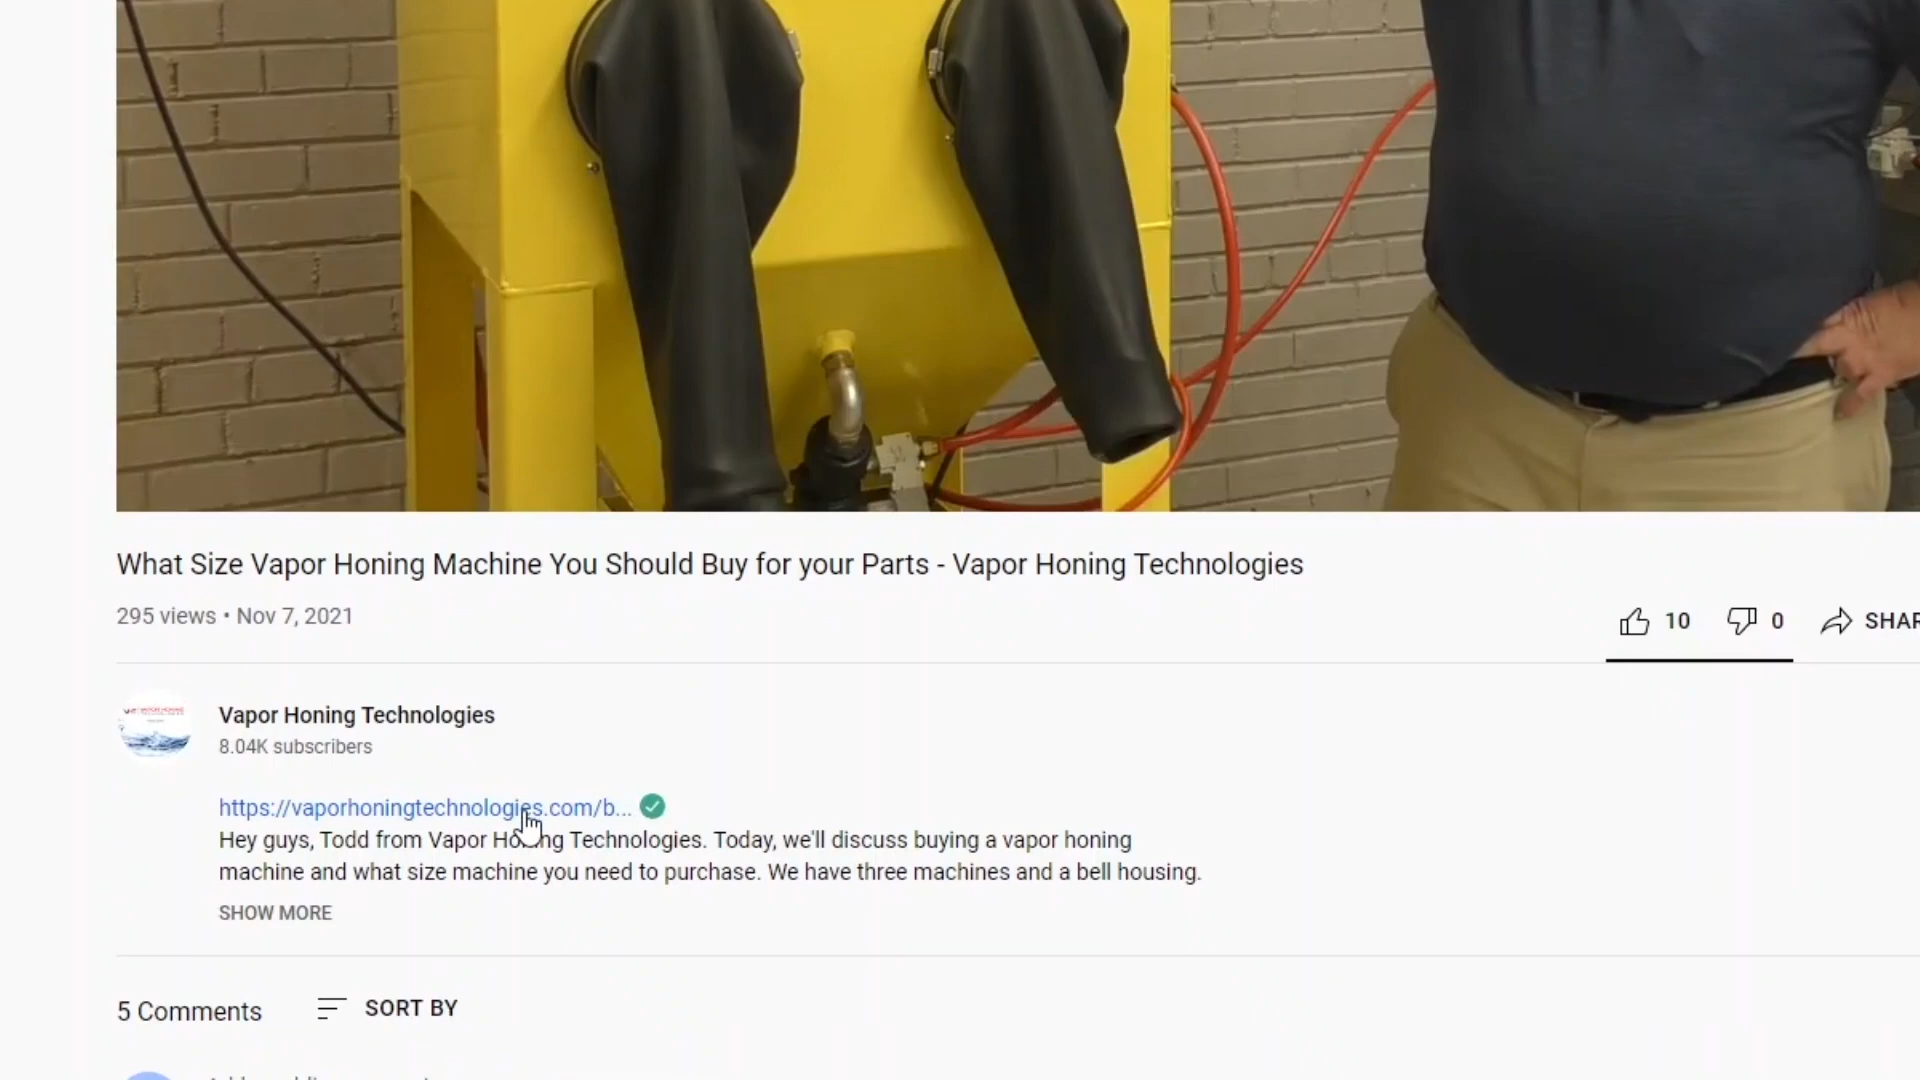 What Size Vapor Honing Machine You Should Buy for your Parts - Vapor Honing Technologies
295 views • Nov 7, 2021
10
0
SHAR
Vapor Honing Technologies
8.04K subscribers
https://vaporhoningtechnologies.com/b...
Hey guys, Todd from Vapor Honing Technologies. Today, we'll discuss buying a vapor honing
machine and what size machine you need to purchase. We have three machines and a bell housing.
SHOW MORE
5 Comments
SORT BY